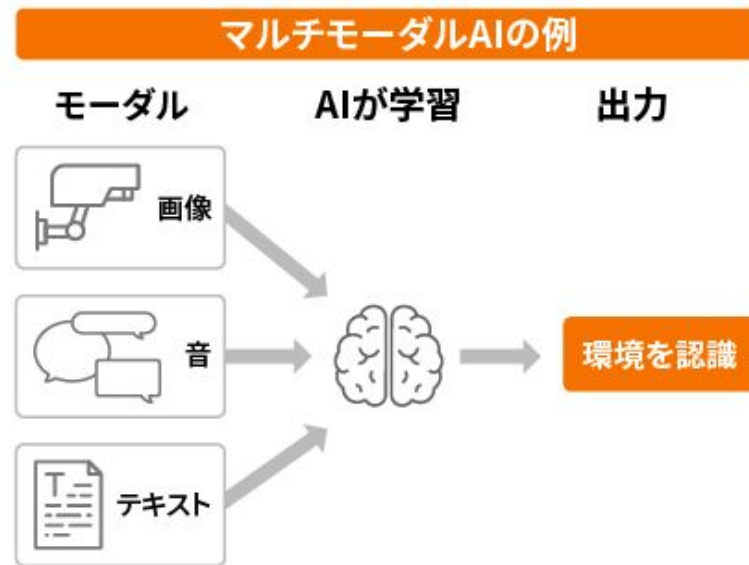 マルチモーダルAIの例
モーダル
AIが学習
出力
画像
音
テキスト
環境を認識
T